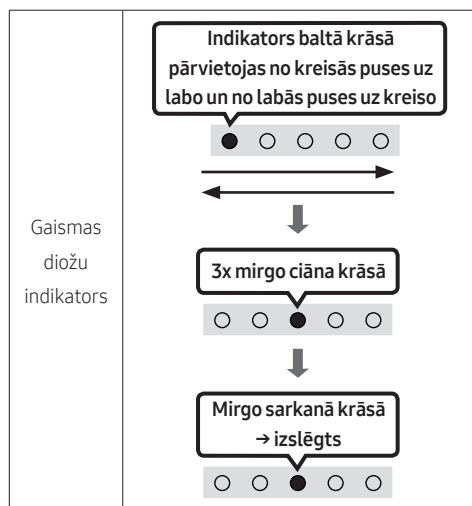 Gaismas
diožu
indikators
Indikators baltā krāsā
pārvietojas no kreisās puses uz
labo un no labās puses uz kreiso
3x mirgo ciāna krāsā
Mirgo sarkanā krāsā
→ izslēgts